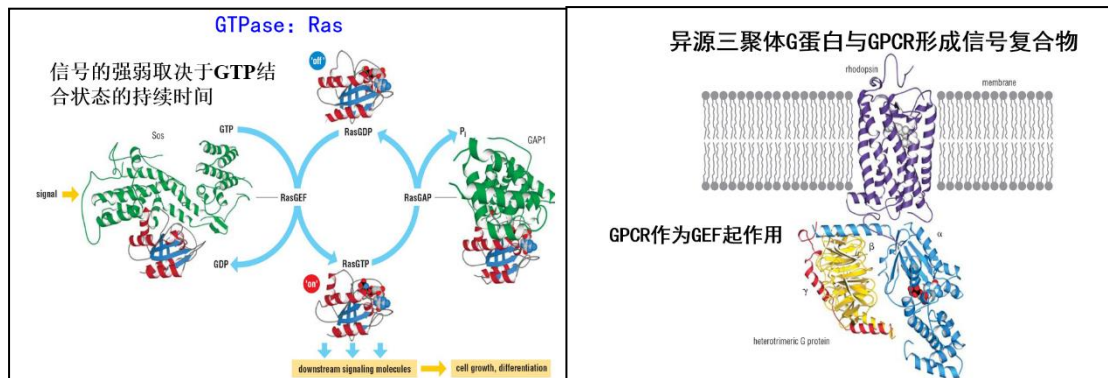 GTPase: Ras
信号的强弱取决于GTP结
合状态的持续时间
'off'
RasGDP
Sos
GTP
Pi
GAP1
signal
RasGEF
RasGAP
GDP
RasGTP
'on'
downstream signaling molecules
cell growth, differentiation
异源三聚体G蛋白与GPCR形成信号复合物
rhodopsin
membrane
GPCR作为GEF起作用
β
α
γ
heterotrimeric G protein